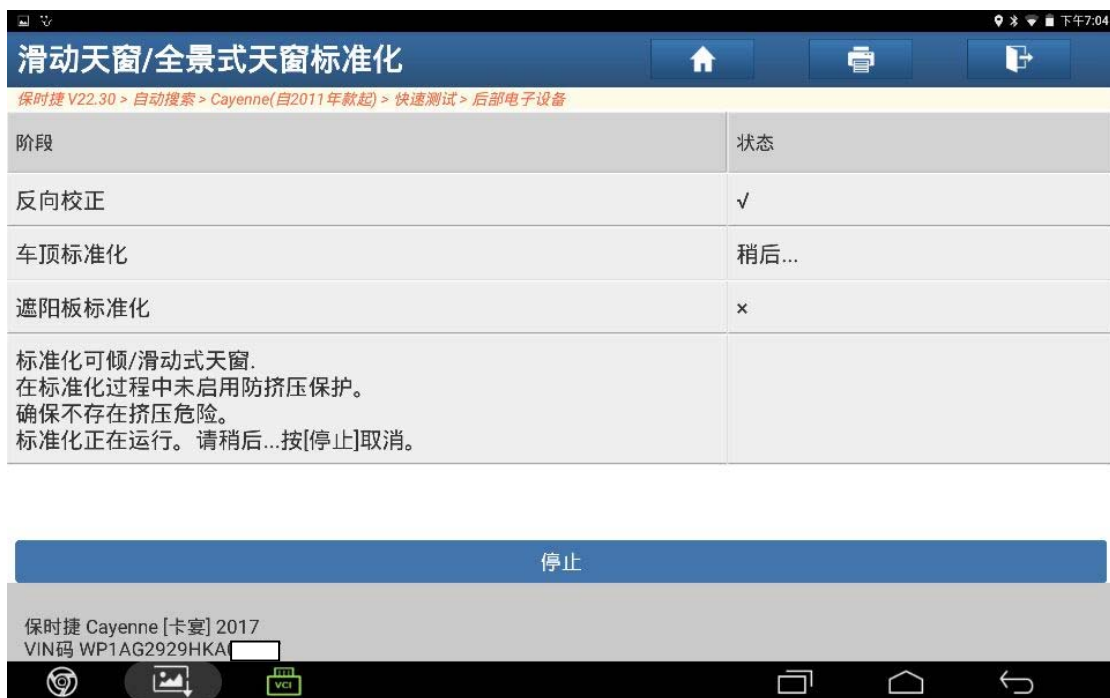 下午7:04
滑动天窗/全景式天窗标准化
保时捷 V22.30 > 自动搜索 > Cayenne(自2011年款起) > 快速测试 > 后部电子设备
阶段 状态
反向校正 √
车顶标准化 稍后...
遮阳板标准化 ×
标准化可倾/滑动式天窗.
在标准化过程中未启用防挤压保护。
确保不存在挤压危险。
标准化正在运行。请稍后...按[停止]取消。
停止
保时捷 Cayenne [卡宴] 2017
VIN码 WP1AG2929HKA
VCI